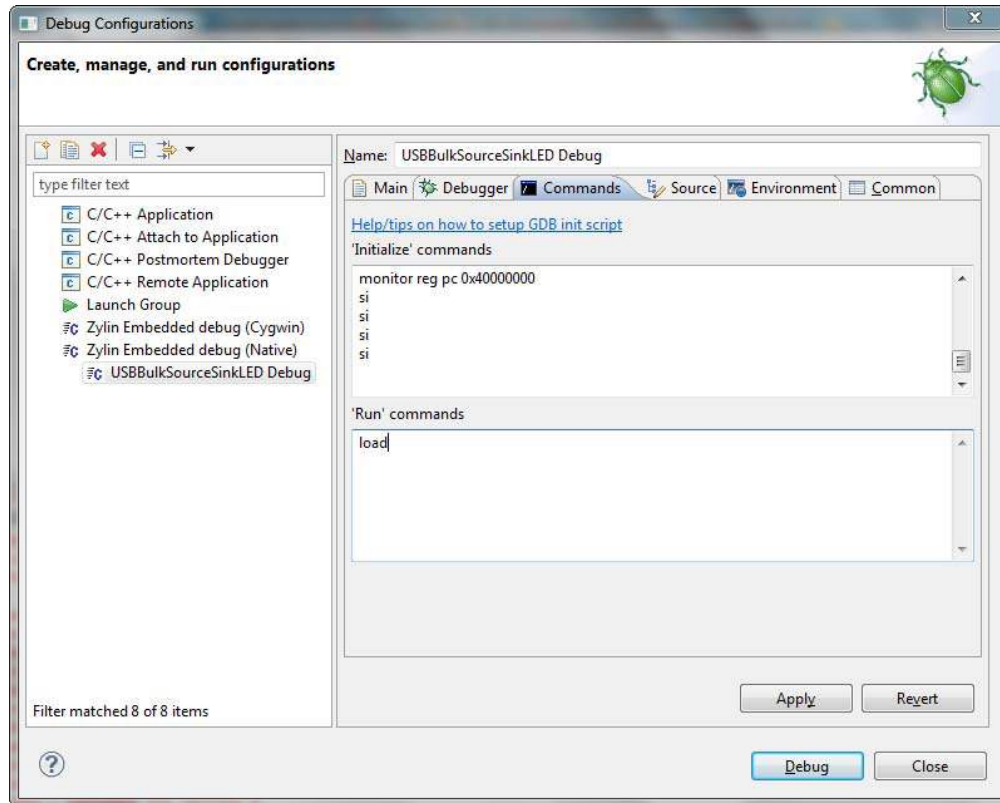 Debug Configurations
Create, manage, and run configurations
type filter text
C/C++ Application
C/C++ Attach to Application
C/C++ Postmortem Debugger
C/C++ Remote Application
Launch Group
Zylin Embedded debug (Cygwin)
Zylin Embedded debug (Native)
USBBulkSourceSinkLED Debug
Filter matched 8 of 8 items
Name: USBBulkSourceSinkLED Debug
Main Debugger Commands Source Environment Common
Help/tips on how to setup GDB init script
'Initialize' commands
monitor reg pc 0x40000000
si
si
si
si
'Run' commands
load
Apply Revert
Debug Close